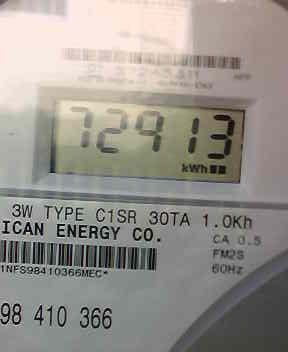 72913
kWh
3W TYPE C1SR 30TA 1.0Kh
ICAN ENERGY CO.
CA 0.5
FM2S
60Hz
1NFS98410366MEC*
98 410 366